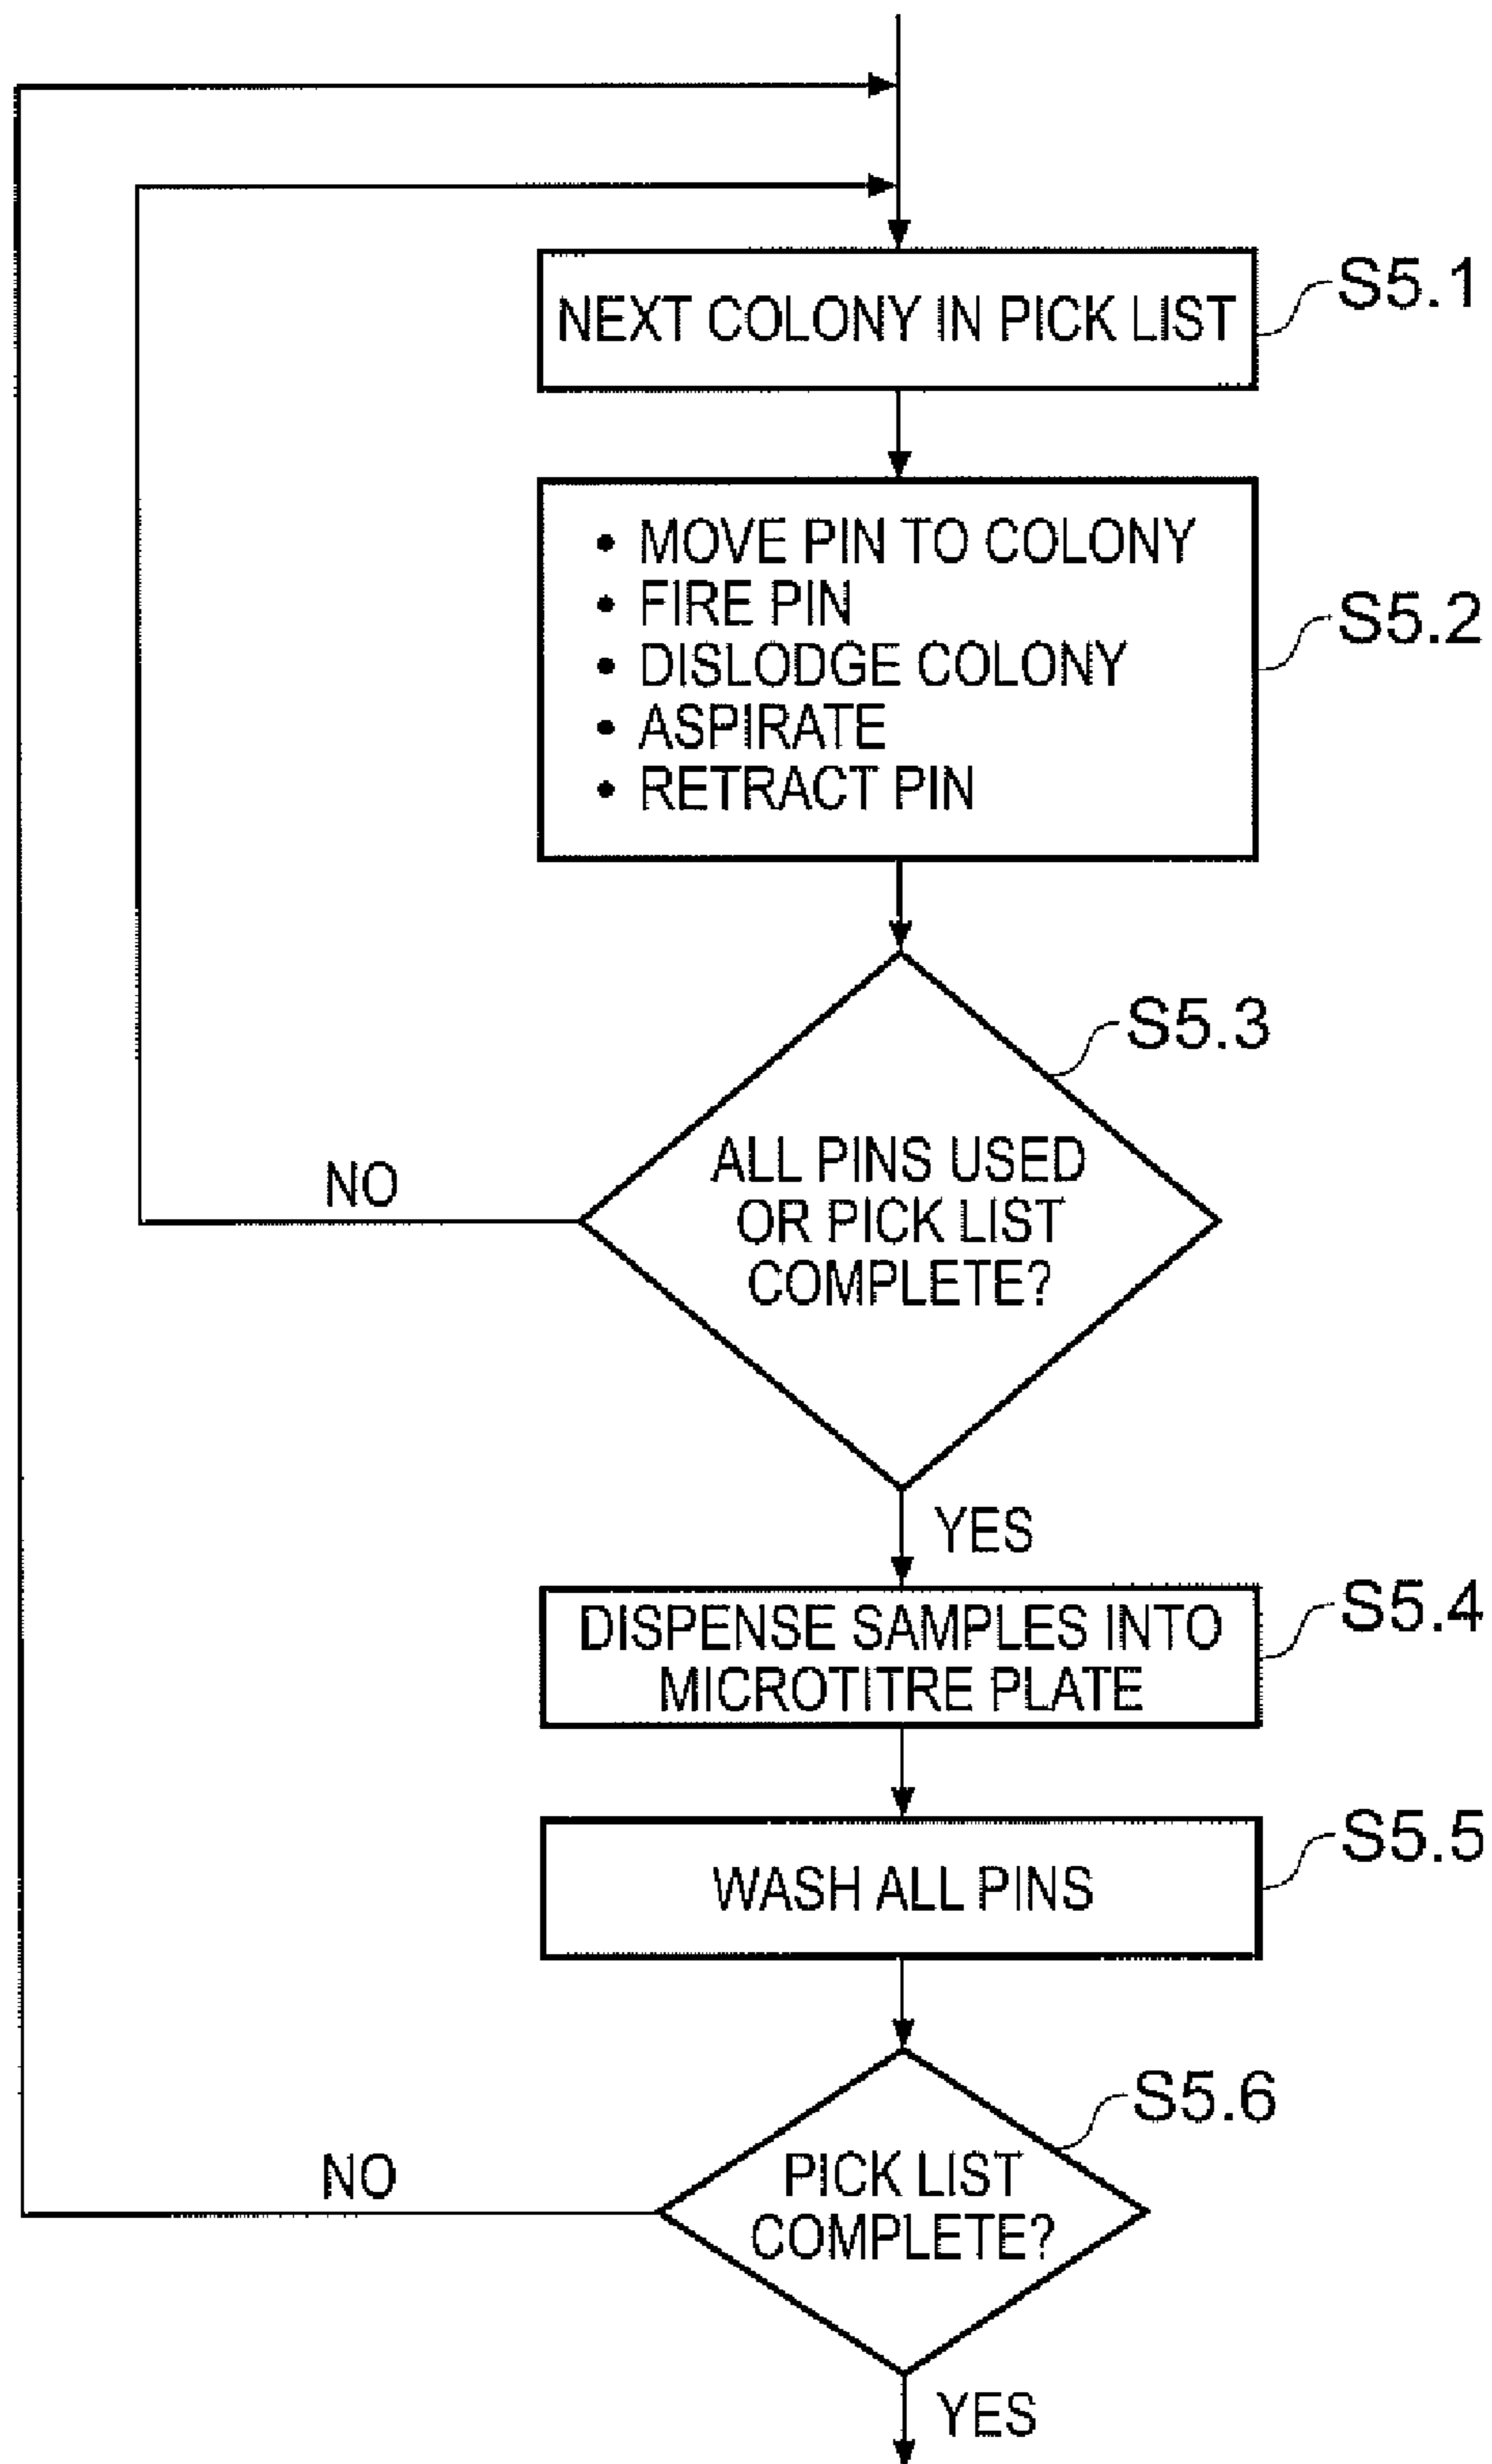 NEXT COLONY IN PICK LIST
S5.1
• MOVE PIN TO COLONY
• FIRE PIN
• DISLODGE COLONY
• ASPIRATE
• RETRACT PIN
S5.2
S5.3
ALL PINS USED
OR PICK LIST
COMPLETE?
NO
YES
DISPENSE SAMPLES INTO
MICROTITRE PLATE
S5.4
WASH ALL PINS
S5.5
S5.6
PICK LIST
COMPLETE?
NO
YES